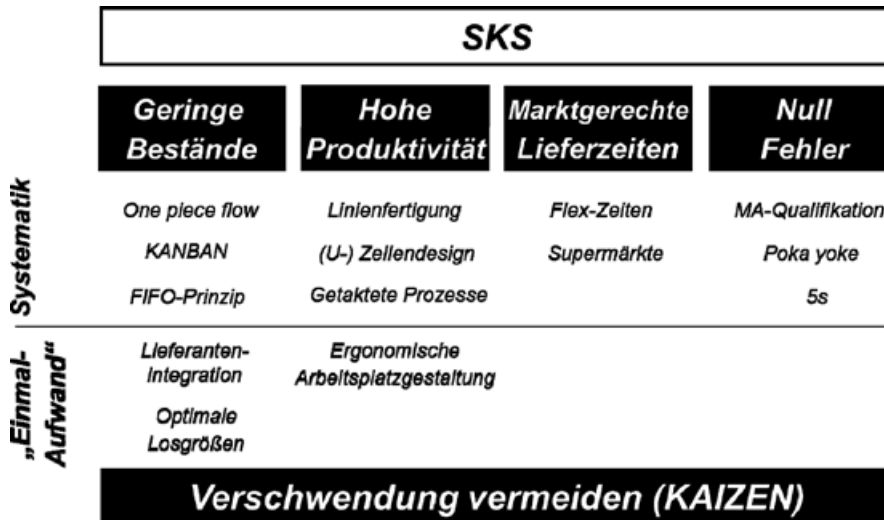 SKS
Geringe
Bestände
Hohe
Produktivität
Marktgerechte
Lieferzeiten
Null
Fehler
Systematik
One piece flow
Linienfertigung
Flex-Zeiten
MA-Qualifikation
KANBAN
(U-) Zellendesign
Supermärkte
Poka yoke
FIFO-Prinzip
Getaktete Prozesse
5s
„Einmal-
Aufwand“
Lieferanten-
integration
Ergonomische
Arbeitsplatzgestaltung
Optimale
Losgrößen
Verschwendung vermeiden (KAIZEN)